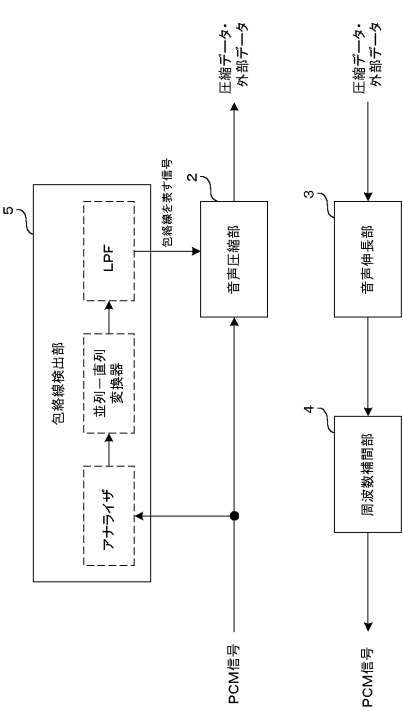 5
包絡線検出部
アナライザ
並列－直列
変換器
LPF
包絡線を表す信号
PCM信号
2
音声圧縮部
圧縮データ・
外部データ
PCM信号
4
周波数補間部
3
音声伸長部
圧縮データ・
外部データ